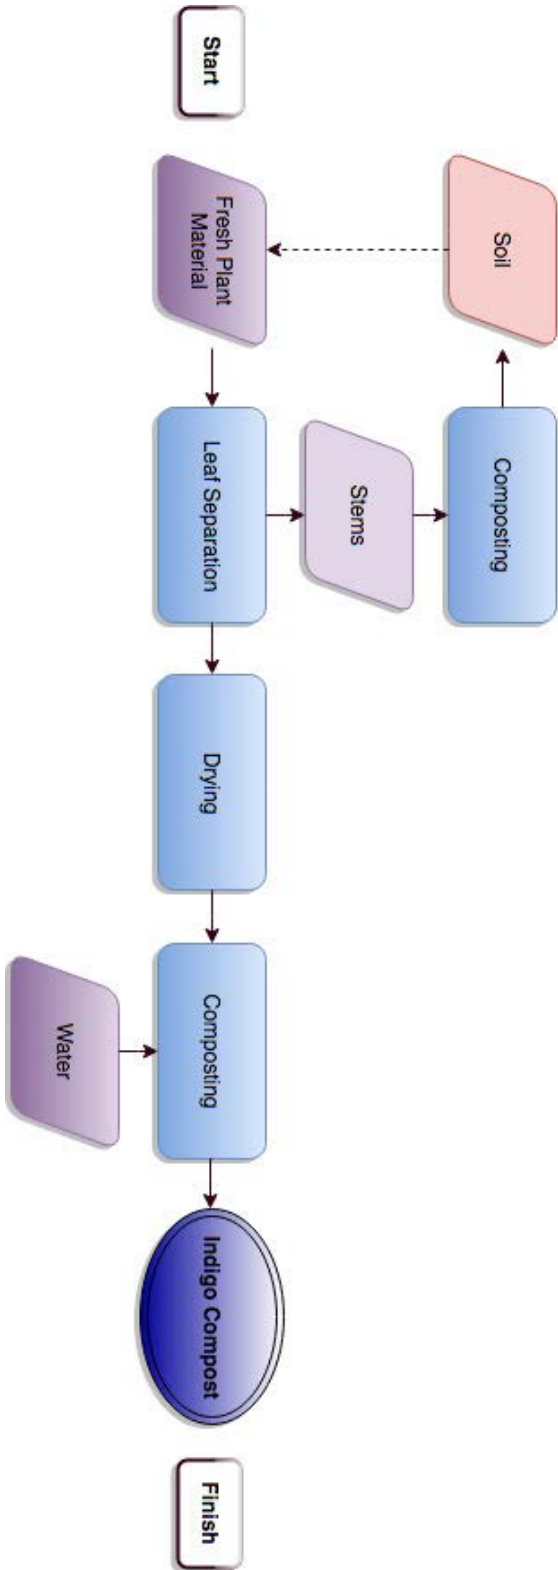 Start
Fresh Plant
Material
Soil
Leaf Separation
Stems
Composting
Drying
Composting
Water
Indigo Compost
Finish